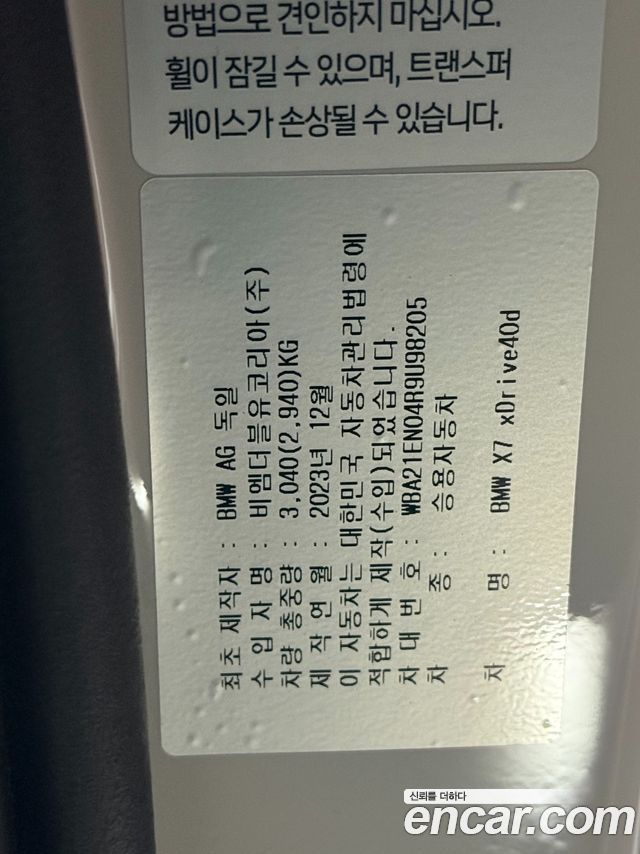 방법으로 견인하지 마십시오.
휠이 잠길 수 있으며, 트랜스퍼
케이스가 손상될 수 있습니다.
최초 제작자 : BMW AG 독일
수 입 자 명 : 비엠더블유코리아(주)
차량 총중량 : 3,040(2,940)KG
제 작 연 월 : 2023년 12월
이 자동차는 대한민국 자동차관리법령에
적합하게 제작(수입)되었습니다.
차 대 번 호 : WBA21EN04R9U98205
차 종 : 승용자동차
차 명 : BMW X7 xDrive40d
신뢰를 더하다
encar.com